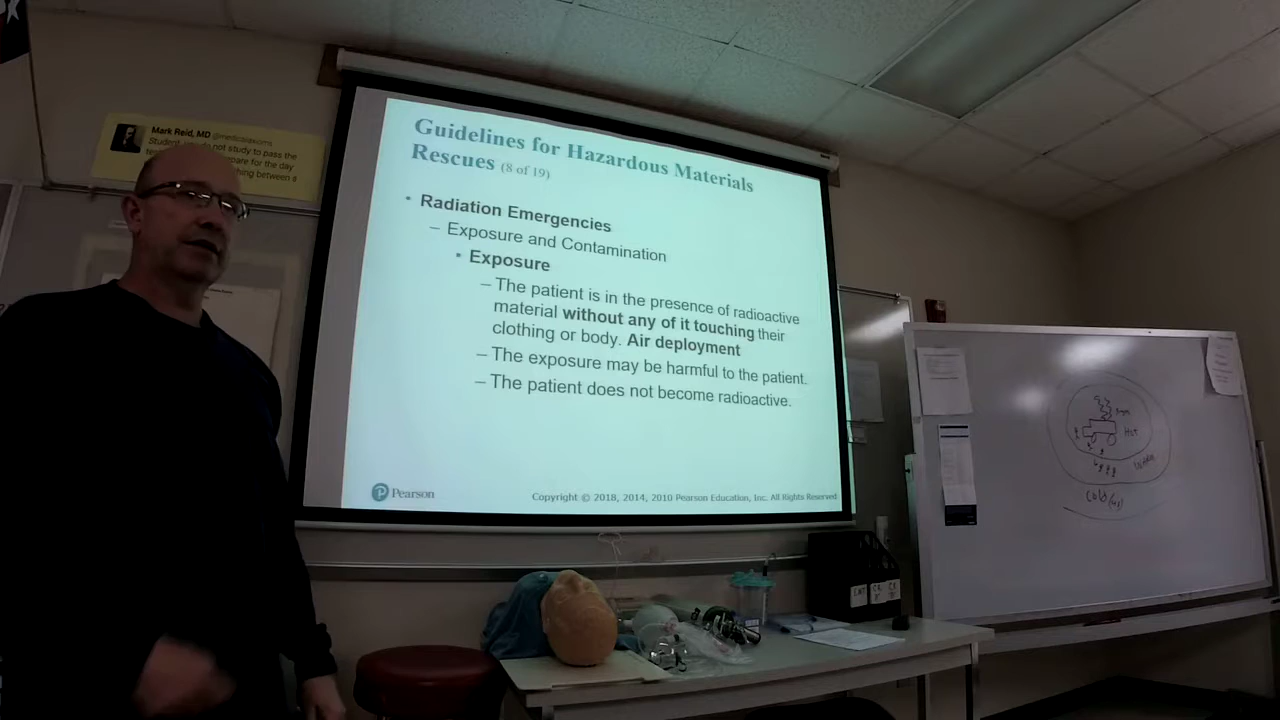 Mark Reid, MD @medicalaxioms
Guidelines for Hazardous Materials
Rescues (8 of 19)
• Radiation Emergencies
– Exposure and Contamination
• Exposure
– The patient is in the presence of radioactive
material without any of it touching their
clothing or body. Air deployment
– The exposure may be harmful to the patient.
– The patient does not become radioactive.
Pearson
Copyright © 2018, 2014, 2010 Pearson Education, Inc. All Rights Reserved
Hot
WARM
Cold